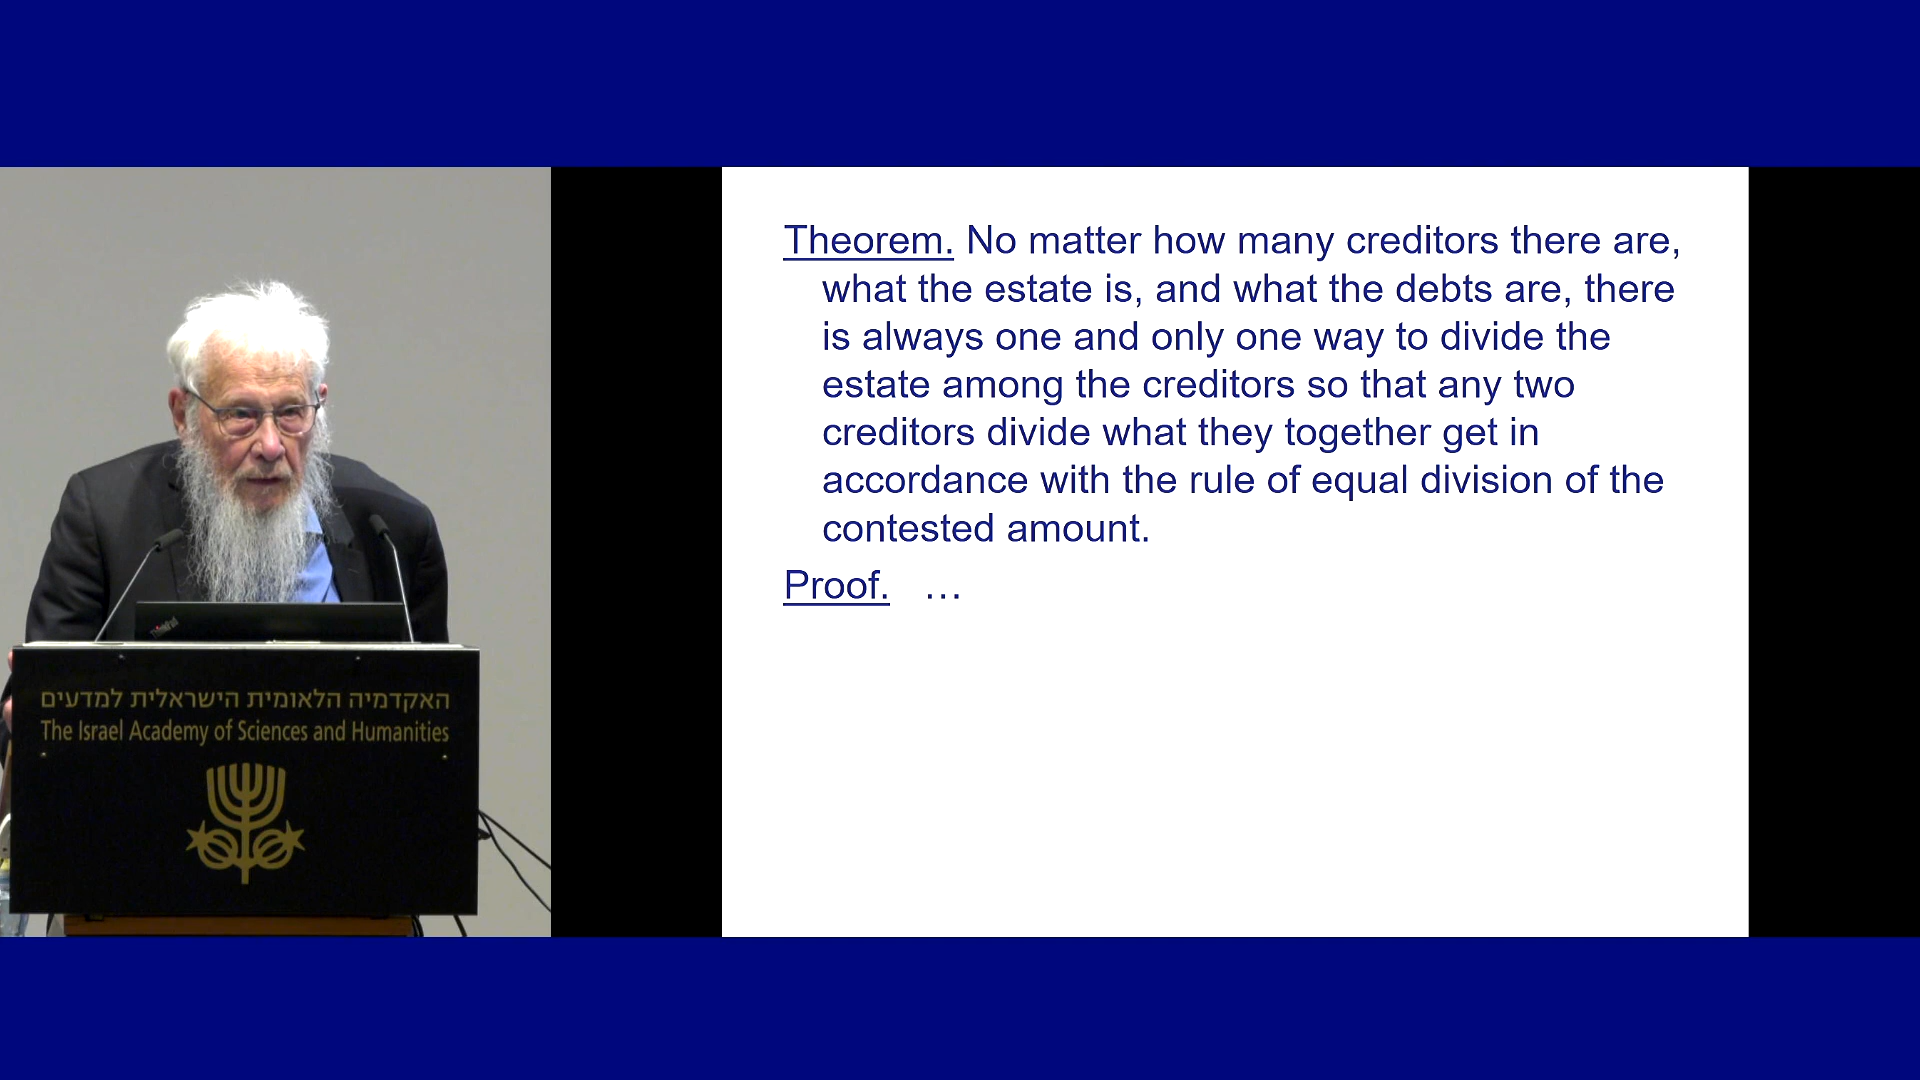 Theorem. No matter how many creditors there are,
what the estate is, and what the debts are, there
is always one and only one way to divide the
estate among the creditors so that any two
creditors divide what they together get in
accordance with the rule of equal division of the
contested amount.
Proof. …
ThinkPad
האקדמיה הלאומית הישראלית למדעים
The Israel Academy of Sciences and Humanities